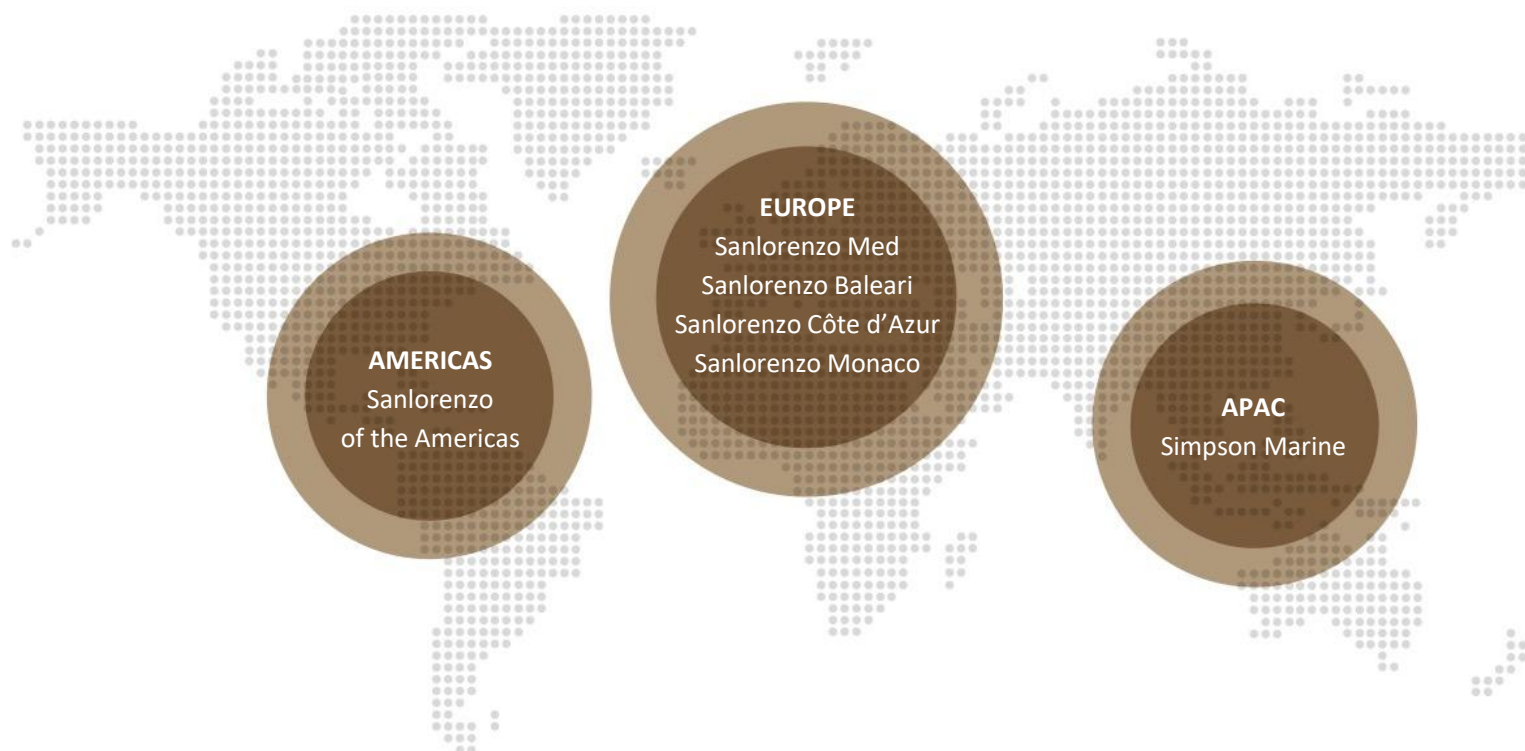 EUROPE
Sanlorenzo Med
Sanlorenzo Baleari
Sanlorenzo Côte d’Azur
Sanlorenzo Monaco
AMERICAS
Sanlorenzo
of the Americas
APAC
Simpson Marine